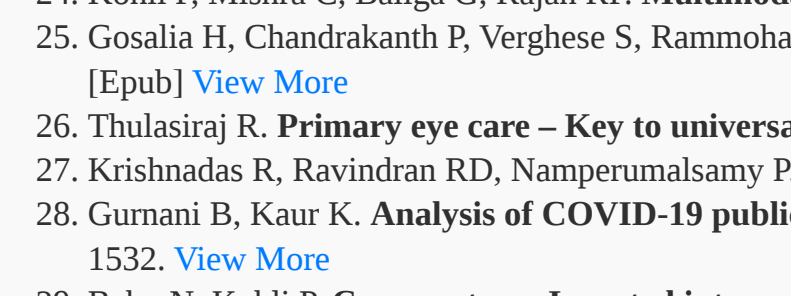 25. Gosalia H, Chandrakanth P, Verghese S, Rammoha
[Epub] View More
26. Thulasiraj R. Primary eye care – Key to universa
27. Krishnadas R, Ravindran RD, Namperumalsamy P.
28. Gurnani B, Kaur K. Analysis of COVID-19 public
1532. View More